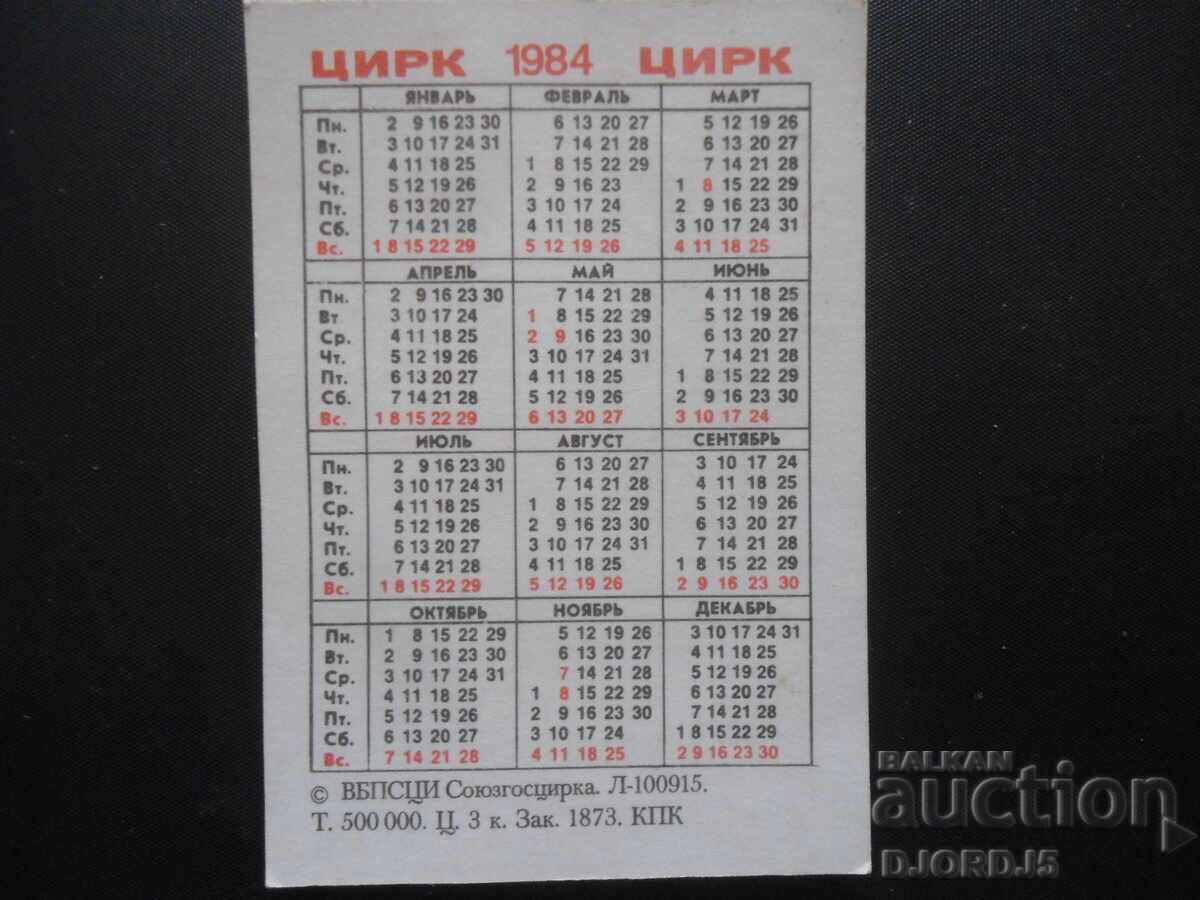 ЦИРК 1984 ЦИРК
ЯНВАРЬ ФЕВРАЛЬ МАРТ
Пн. 2 9 16 23 30 6 13 20 27 5 12 19 26
Вт. 3 10 17 24 31 7 14 21 28 6 13 20 27
Ср. 4 11 18 25 1 8 15 22 29 7 14 21 28
Чт. 5 12 19 26 2 9 16 23 1 8 15 22 29
Пт. 6 13 20 27 3 10 17 24 2 9 16 23 30
Сб. 7 14 21 28 4 11 18 25 3 10 17 24 31
Вс. 1 8 15 22 29 5 12 19 26 4 11 18 25
АПРЕЛЬ МАЙ ИЮНЬ
Пн. 2 9 16 23 30 7 14 21 28 4 11 18 25
Вт 3 10 17 24 1 8 15 22 29 5 12 19 26
Ср. 4 11 18 25 2 9 16 23 30 6 13 20 27
Чт. 5 12 19 26 3 10 17 24 31 7 14 21 28
Пт. 6 13 20 27 4 11 18 25 1 8 15 22 29
Сб. 7 14 21 28 5 12 19 26 2 9 16 23 30
Вс. 1 8 15 22 29 6 13 20 27 3 10 17 24
ИЮЛЬ АВГУСТ СЕНТЯБРЬ
Пн. 2 9 16 23 30 6 13 20 27 3 10 17 24
Вт. 3 10 17 24 31 7 14 21 28 4 11 18 25
Ср. 4 11 18 25 1 8 15 22 29 5 12 19 26
Чт. 5 12 19 26 2 9 16 23 30 6 13 20 27
Пт. 6 13 20 27 3 10 17 24 31 7 14 21 28
Сб. 7 14 21 28 4 11 18 25 1 8 15 22 29
Вс. 1 8 15 22 29 5 12 19 26 2 9 16 23 30
ОКТЯБРЬ НОЯБРЬ ДЕКАБРЬ
Пн. 1 8 15 22 29 5 12 19 26 3 10 17 24 31
Вт. 2 9 16 23 30 6 13 20 27 4 11 18 25
Ср. 3 10 17 24 31 7 14 21 28 5 12 19 26
Чт. 4 11 18 25 1 8 15 22 29 6 13 20 27
Пт. 5 12 19 26 2 9 16 23 30 7 14 21 28
Сб. 6 13 20 27 3 10 17 24 1 8 15 22 29
Вс. 7 14 21 28 4 11 18 25 2 9 16 23 30
© ВБПСЦИ Союзгосцирка. Л-100915.
Т. 500 000. Ц. 3 к. Зак. 1873. КПК
BALKAN
auction
DJORDJ5